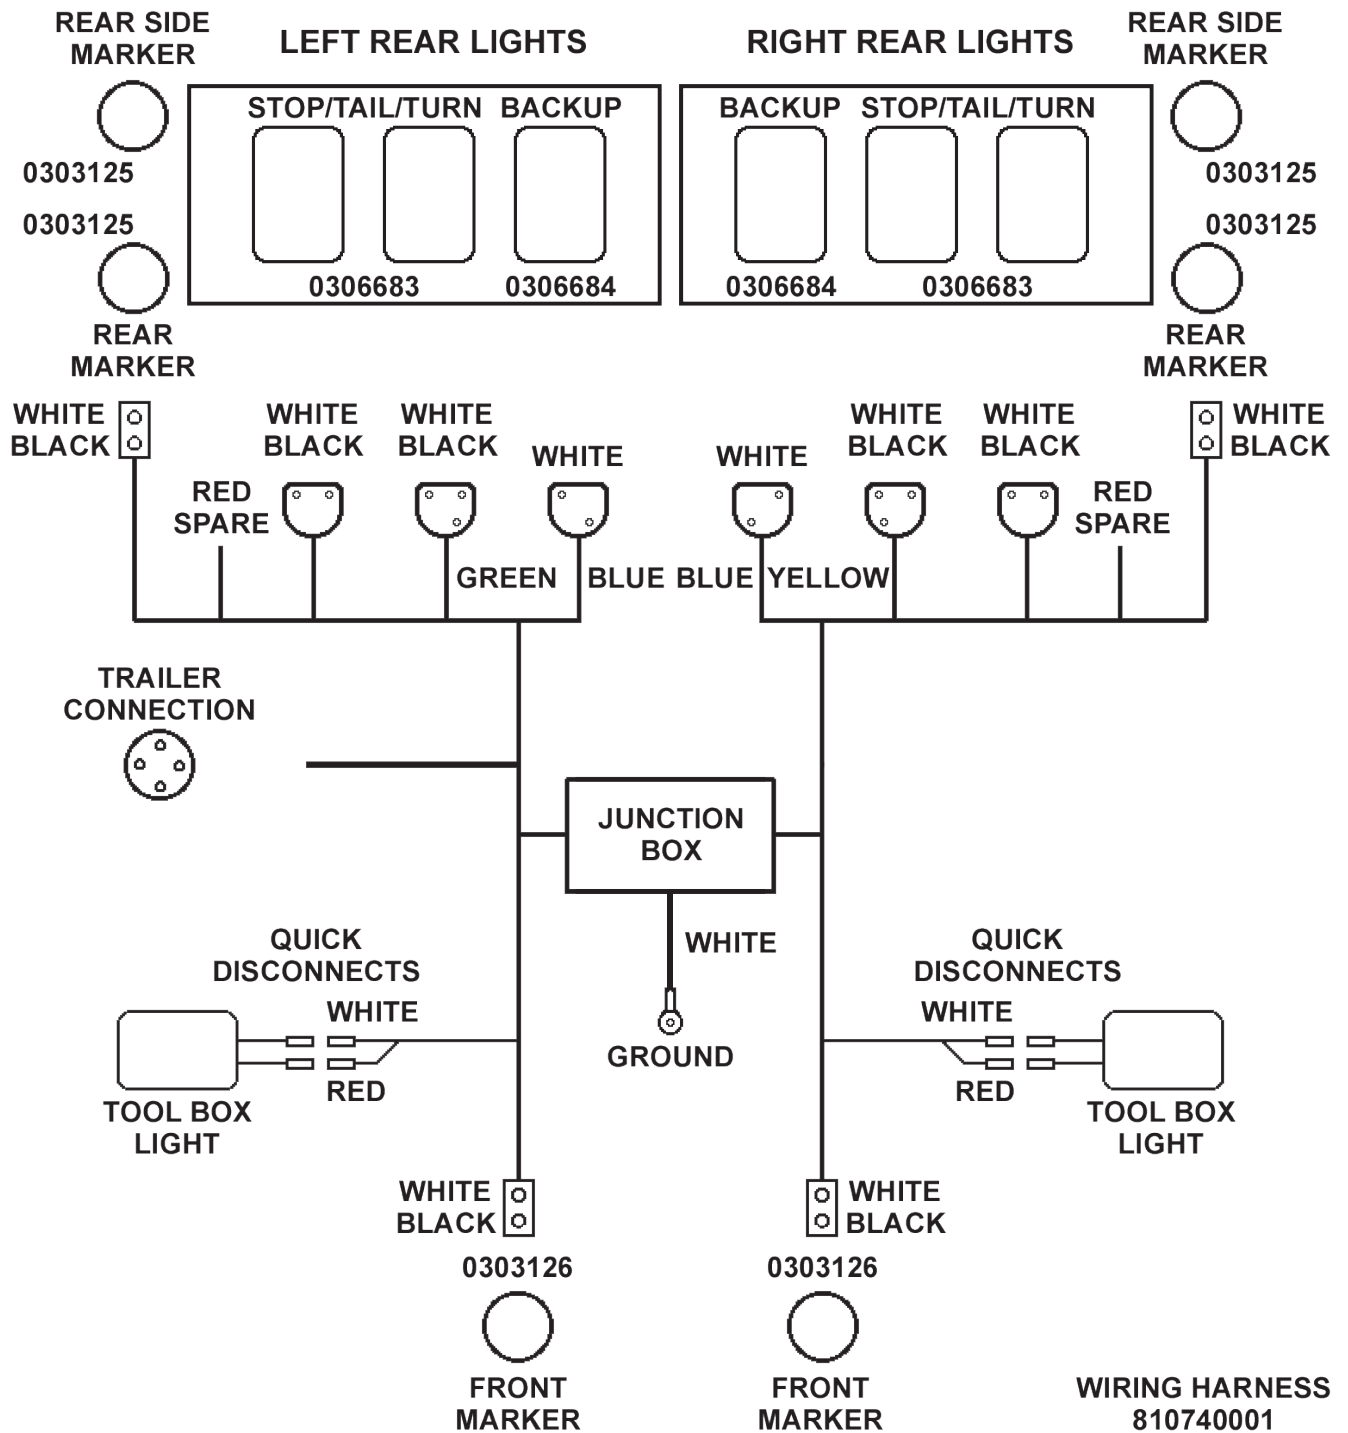 REAR SIDE
MARKER
LEFT REAR LIGHTS
RIGHT REAR LIGHTS
REAR SIDE
MARKER
STOP/TAIL/TURN
BACKUP
BACKUP
STOP/TAIL/TURN
0303125
0303125
0303125
0303125
0306683
0306684
0306684
0306683
REAR
MARKER
REAR
MARKER
WHITE
BLACK
WHITE
BLACK
WHITE
BLACK
WHITE
WHITE
WHITE
BLACK
WHITE
BLACK
WHITE
BLACK
RED
SPARE
RED
SPARE
GREEN
BLUE
BLUE
YELLOW
TRAILER
CONNECTION
JUNCTION
BOX
WHITE
GROUND
QUICK
DISCONNECTS
WHITE
RED
TOOL BOX
LIGHT
QUICK
DISCONNECTS
WHITE
RED
TOOL BOX
LIGHT
WHITE
BLACK
WHITE
BLACK
0303126
0303126
FRONT
MARKER
FRONT
MARKER
WIRING HARNESS
810740001